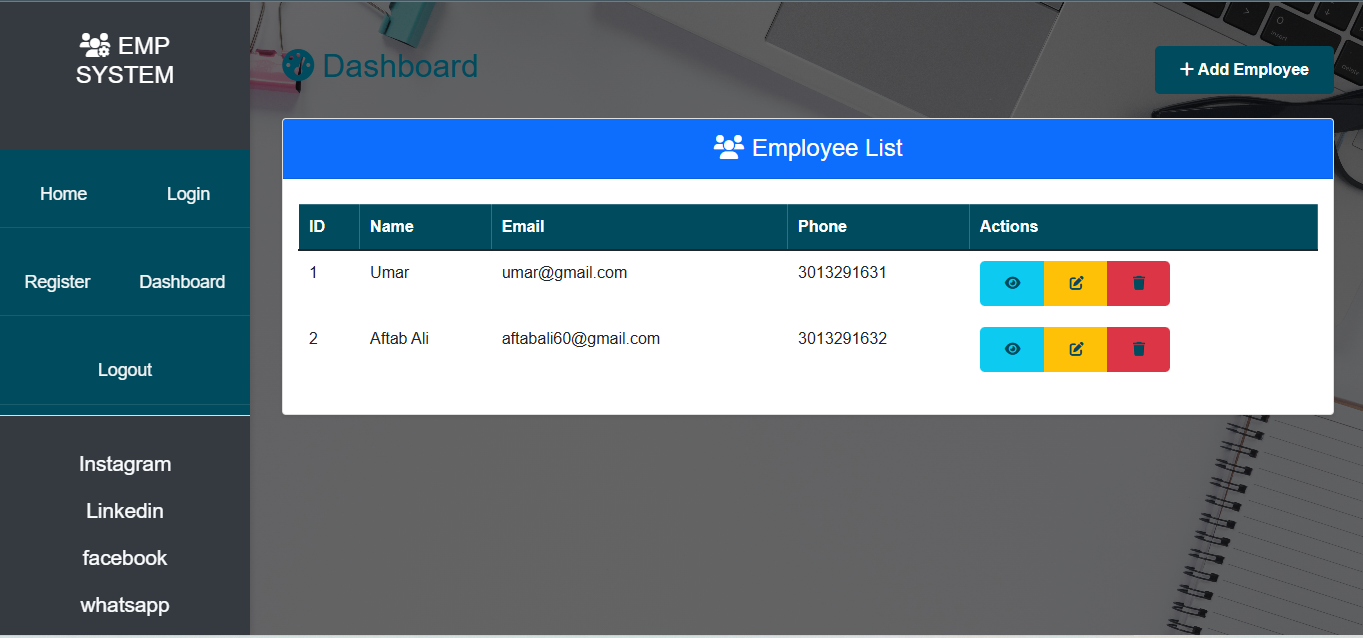 EMP
SYSTEM
Home Login
Register Dashboard
Logout
Instagram
Linkedin
facebook
whatsapp
Dashboard
+ Add Employee
Employee List
ID Name Email Phone Actions
1 Umar umar@gmail.com 3013291631
2 Aftab Ali aftabali60@gmail.com 3013291632